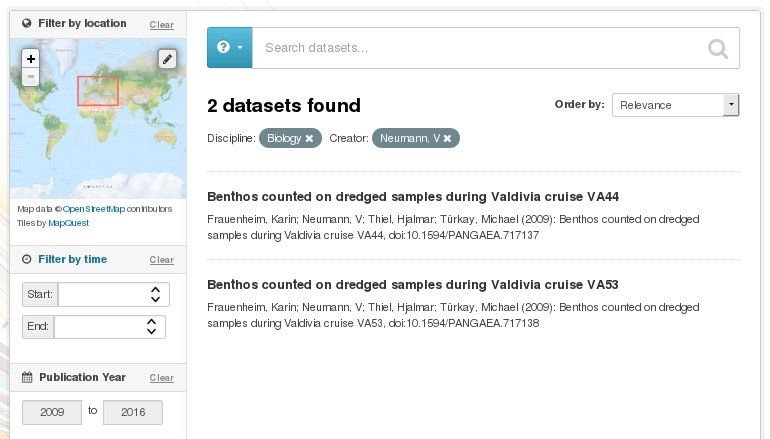 Filter by location Clear
+
-
AFRICA
ANTARCTICA
Map data © OpenStreetMap contributors
Tiles by MapQuest
Filter by time Clear
Start:
End:
Publication Year Clear
2009 to 2016
? Search datasets...
2 datasets found
Order by: Relevance
Discipline: Biology × Creator: Neumann, V ×
Benthos counted on dredged samples during Valdivia cruise VA44
Frauenheim, Karin; Neumann, V; Thiel, Hjalmar; Türkay, Michael (2009): Benthos counted on dredged
samples during Valdivia cruise VA44, doi:10.1594/PANGAEA.717137
Benthos counted on dredged samples during Valdivia cruise VA53
Frauenheim, Karin; Neumann, V; Thiel, Hjalmar; Türkay, Michael (2009): Benthos counted on dredged
samples during Valdivia cruise VA53, doi:10.1594/PANGAEA.717138